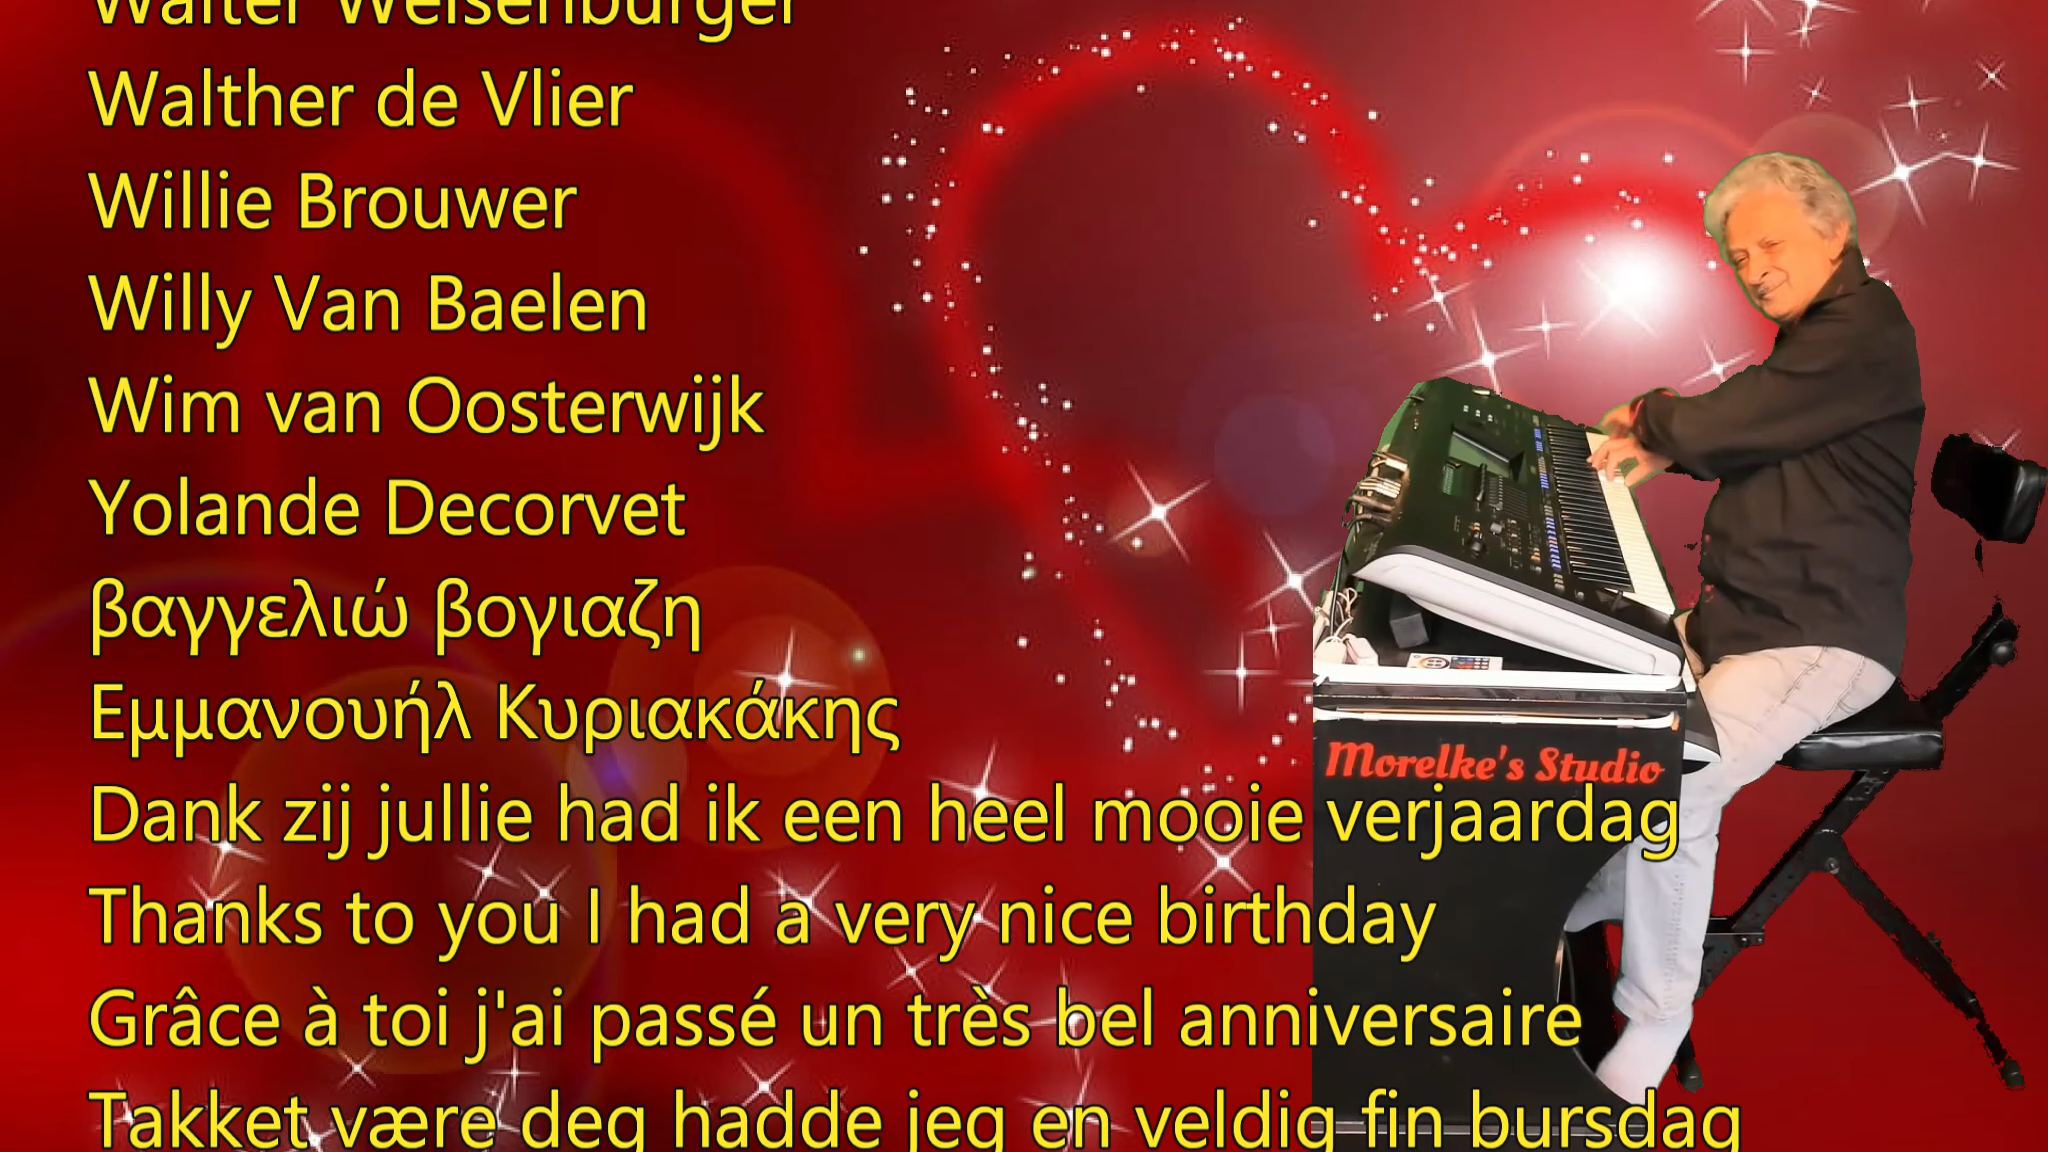 Walter Weisenburger
Walther de Vlier
Willie Brouwer
Willy Van Baelen
Wim van Oosterwijk
Yolande Decorvet
βαγγελιώ βογιαζη
Εμμανουήλ Κυριακάκης
Morelke's Studio
Dank zij jullie had ik een heel mooie verjaardag
Thanks to you I had a very nice birthday
Grâce à toi j'ai passé un très bel anniversaire
Takket være deg hadde jeg en veldig fin bursdag